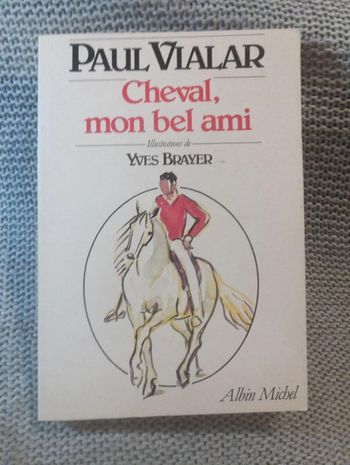 PAUL VIALAR
Cheval,
mon bel ami
Illustrations de
YVES BRAYER
Albin Michel